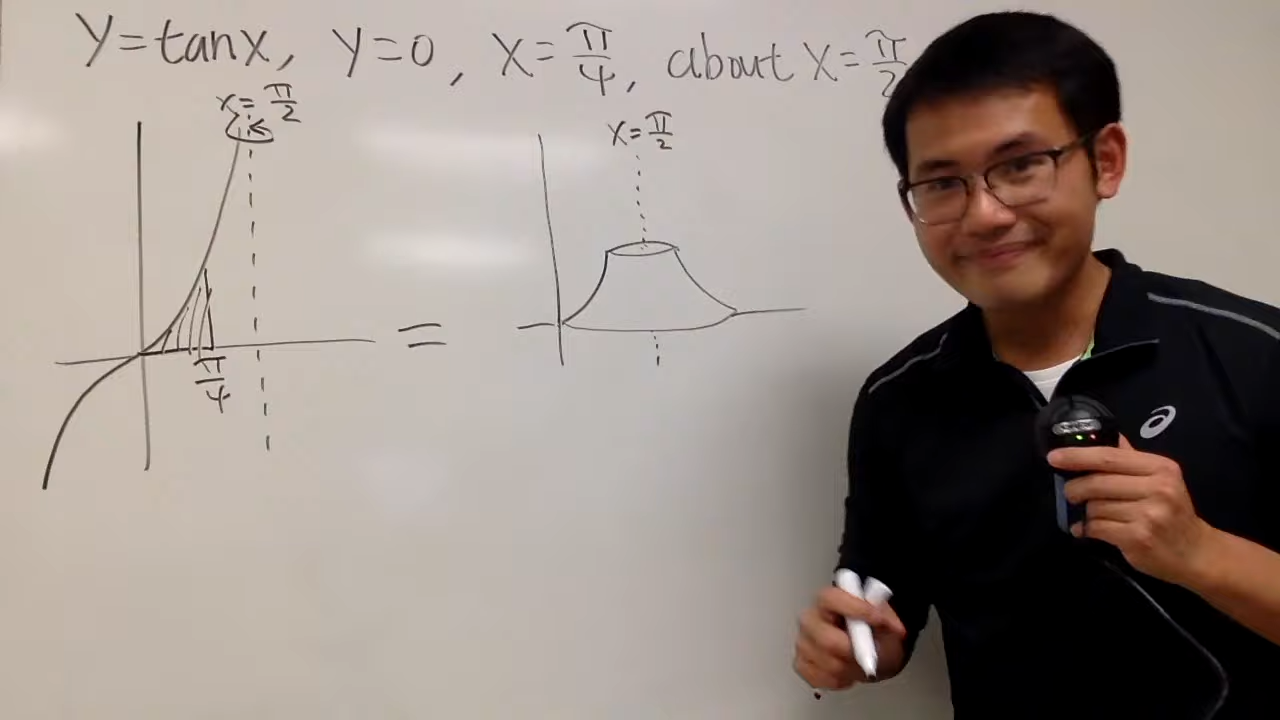 y=tanx, y=0, x=π/4, about x=π/2
x=π/2
x=π/2
=
π/4